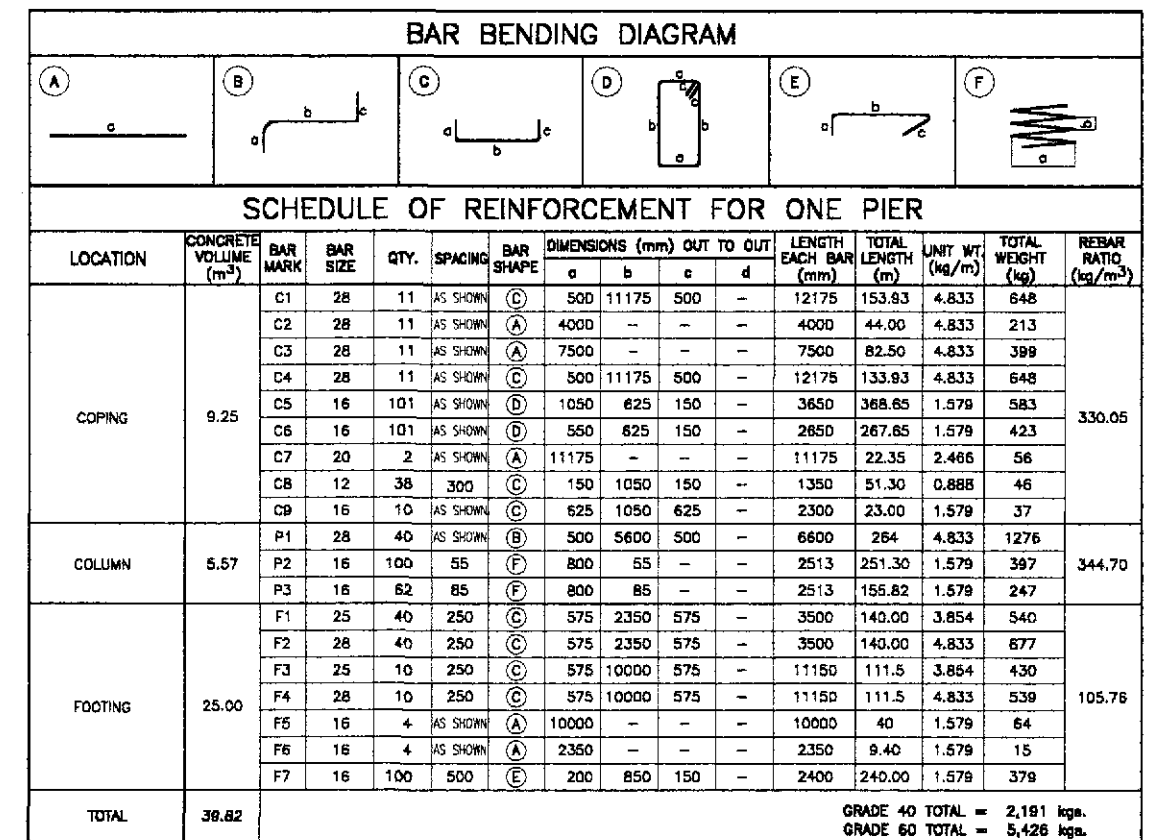 BAR BENDING DIAGRAM
A B C D E F
a
a b c
a b c
a c c b b a
a b c
b a
SCHEDULE OF REINFORCEMENT FOR ONE PIER
LOCATION CONCRETE VOLUME (m³) BAR MARK BAR SIZE QTY. SPACING BAR SHAPE DIMENSIONS (mm) OUT TO OUT a b c d LENGTH EACH BAR (mm) TOTAL LENGTH (m) UNIT WT. (kg/m) TOTAL WEIGHT (kg) REBAR RATIO (kg/m³)
COPING 9.25 330.05
C1 28 11 AS SHOWN C 500 11175 500 – 12175 153.93 4.833 648
C2 28 11 AS SHOWN A 4000 – – – 4000 44.00 4.833 213
C3 28 11 AS SHOWN A 7500 – – – 7500 82.50 4.833 399
C4 28 11 AS SHOWN C 500 11175 500 – 12175 133.93 4.833 648
C5 16 101 AS SHOWN D 1050 625 150 – 3650 368.65 1.579 583
C6 16 101 AS SHOWN D 550 625 150 – 2650 267.65 1.579 423
C7 20 2 AS SHOWN A 11175 – – – 11175 22.35 2.466 56
C8 12 38 300 C 150 1050 150 – 1350 51.30 0.888 46
C9 16 10 AS SHOWN C 625 1050 625 – 2300 23.00 1.579 37
COLUMN 5.57 344.70
P1 28 40 AS SHOWN B 500 5600 500 – 6600 264 4.833 1276
P2 16 100 55 F 800 55 – – 2513 251.30 1.579 397
P3 16 62 85 F 800 85 – – 2513 155.82 1.579 247
FOOTING 25.00 105.76
F1 25 40 250 C 575 2350 575 – 3500 140.00 3.854 540
F2 28 40 250 C 575 2350 575 – 3500 140.00 4.833 677
F3 25 10 250 C 575 10000 575 – 11150 111.5 3.854 430
F4 28 10 250 C 575 10000 575 – 11150 111.5 4.833 539
F5 16 4 AS SHOWN A 10000 – – – 10000 40 1.579 64
F6 16 4 AS SHOWN A 2350 – – – 2350 9.40 1.579 15
F7 16 100 500 E 200 850 150 – 2400 240.00 1.579 379
TOTAL 39.82
GRADE 40 TOTAL = 2,191 kgs.
GRADE 60 TOTAL = 5,426 kgs.